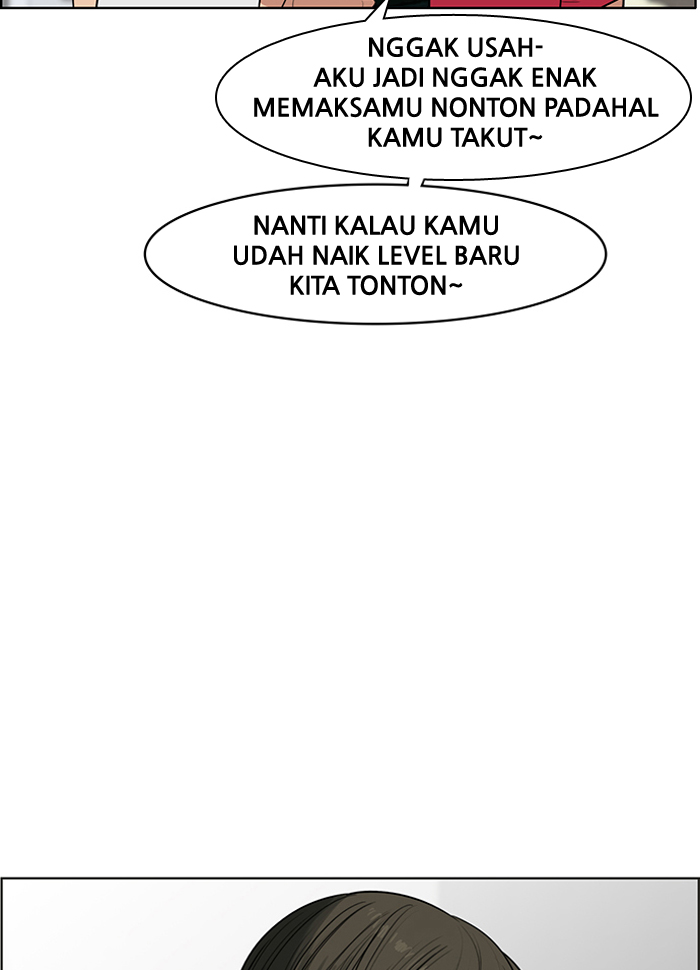 NGGAK USAH-
AKU JADI NGGAK ENAK
MEMAKSAMU NONTON PADAHAL
KAMU TAKUT~
NANTI KALAU KAMU
UDAH NAIK LEVEL BARU
KITA TONTON~